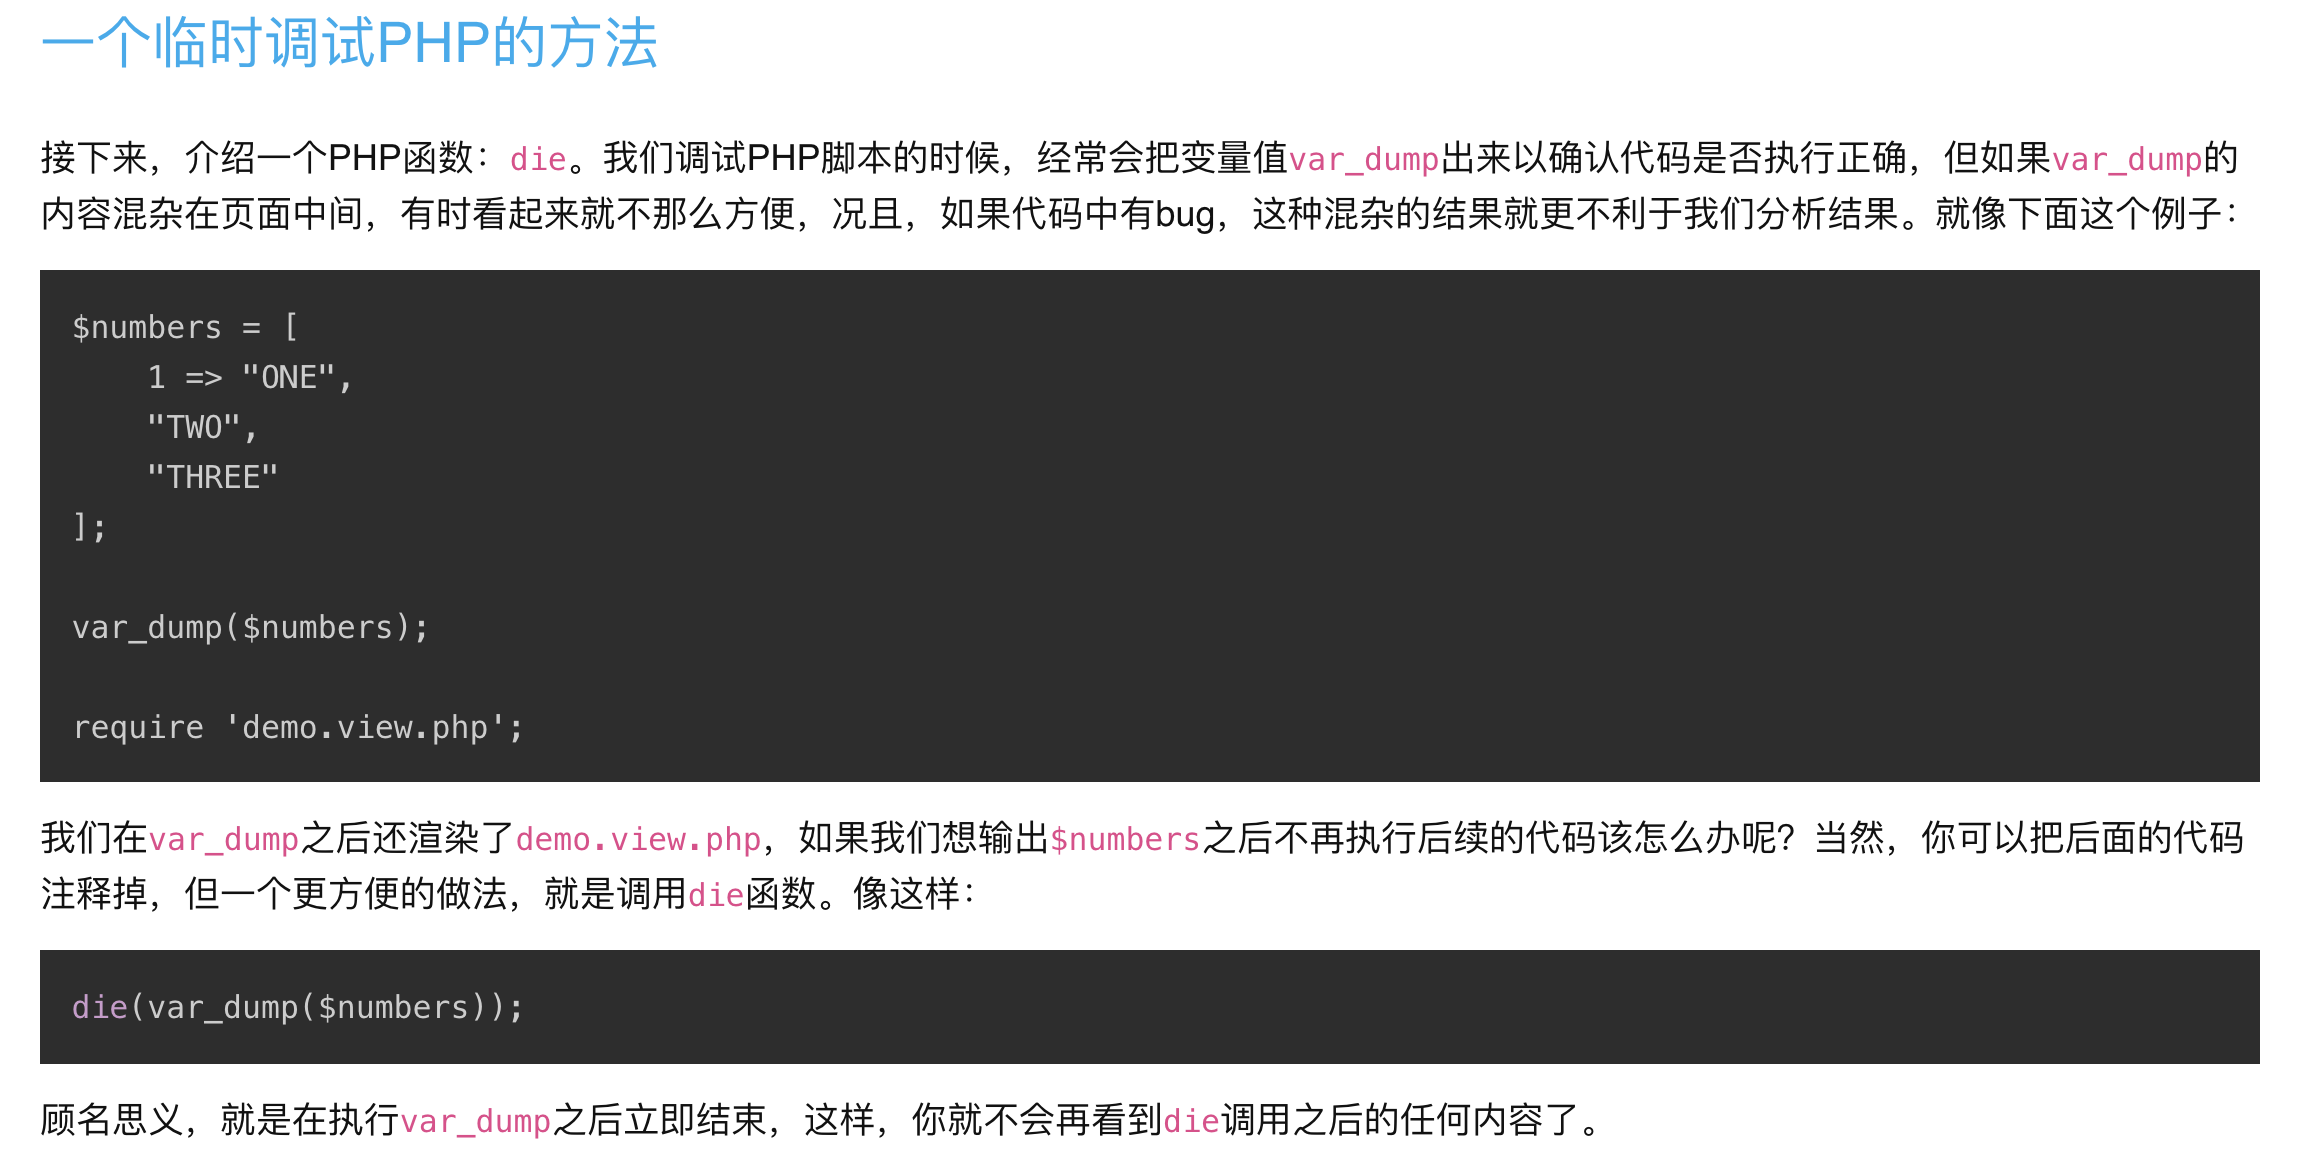 一个临时调试PHP的方法
接下来，介绍一个PHP函数：die。我们调试PHP脚本的时候，经常会把变量值var_dump出来以确认代码是否执行正确，但如果var_dump的
内容混杂在页面中间，有时看起来就不那么方便，况且，如果代码中有bug，这种混杂的结果就更不利于我们分析结果。就像下面这个例子：
$numbers = [
    1 => "ONE",
    "TWO",
    "THREE"
];
var_dump($numbers);
require 'demo.view.php';
我们在var_dump之后还渲染了demo.view.php，如果我们想输出$numbers之后不再执行后续的代码该怎么办呢？当然，你可以把后面的代码
注释掉，但一个更方便的做法，就是调用die函数。像这样：
die(var_dump($numbers));
顾名思义，就是在执行var_dump之后立即结束，这样，你就不会再看到die调用之后的任何内容了。